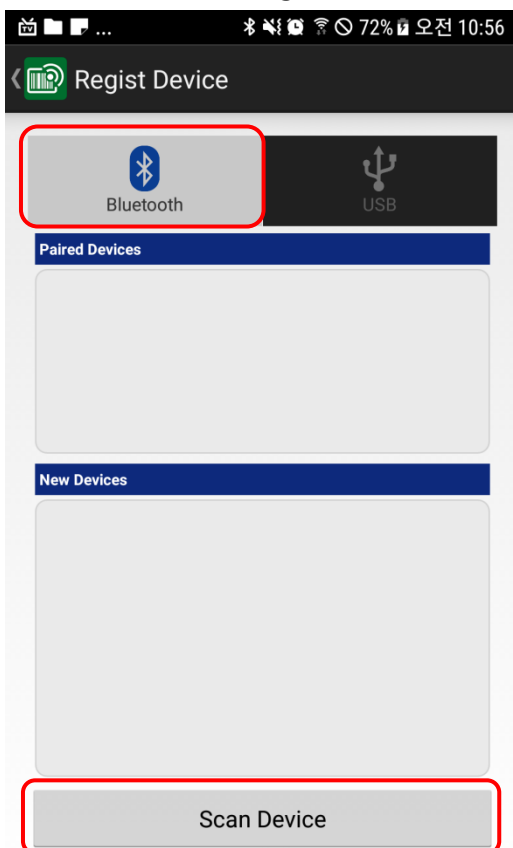 ... 72% 오전 10:56
Regist Device
Bluetooth USB
Paired Devices
New Devices
Scan Device